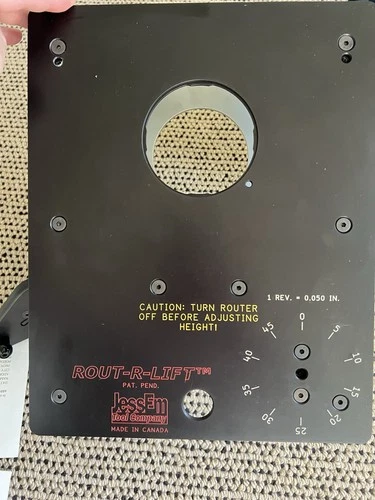 1 REV. = 0.050 IN.
CAUTION: TURN ROUTER
OFF BEFORE ADJUSTING
HEIGHT!
0
5
10
15
20
25
30
35
40
45
ROUT-R-LIFT™
PAT. PEND.
JessEm
Tool Company
MADE IN CANADA